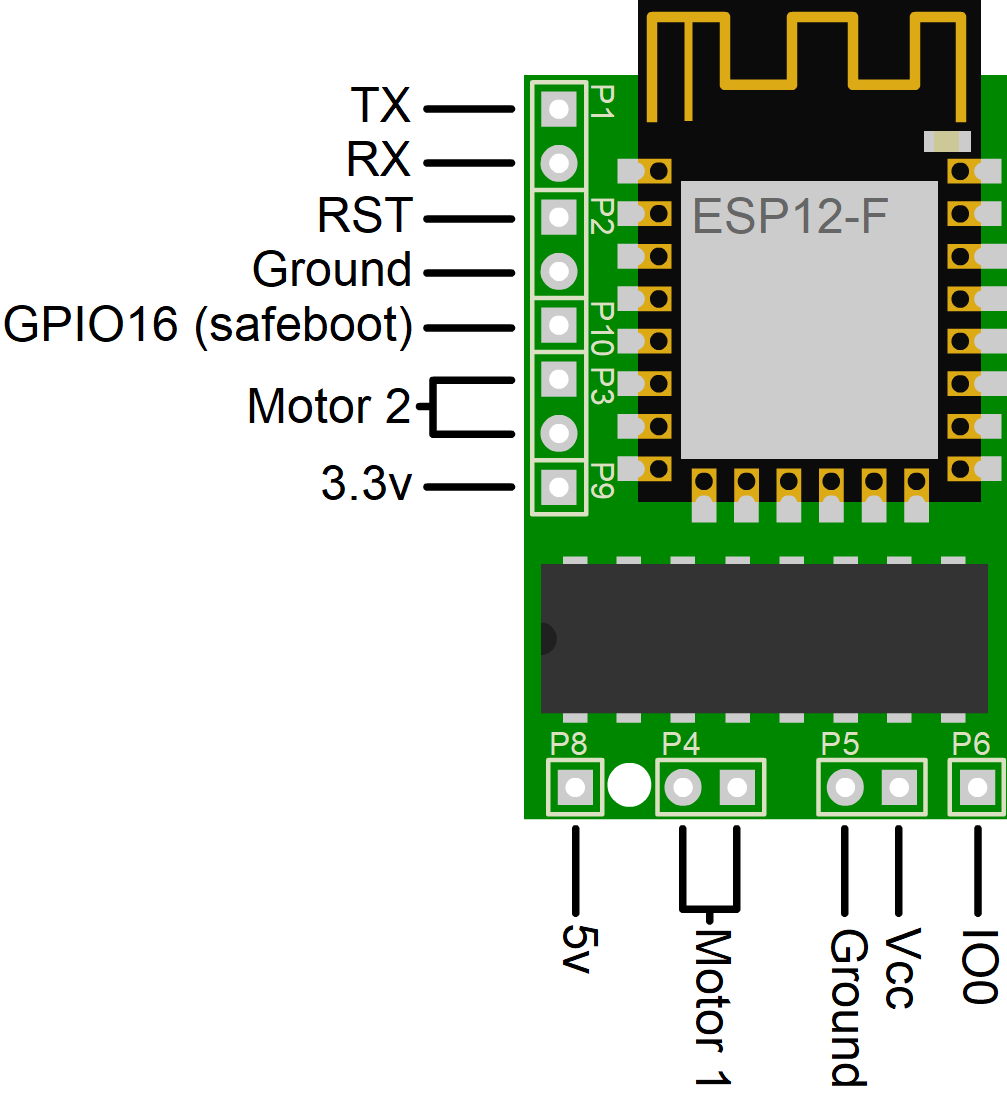 TX
P1
RX
RST
P2
ESP12-F
Ground
GPIO16 (safeboot)
P10
Motor 2
P3
3.3v
P9
P8
P4
P5
P6
5v
Motor 1
Ground
Vcc
IO0